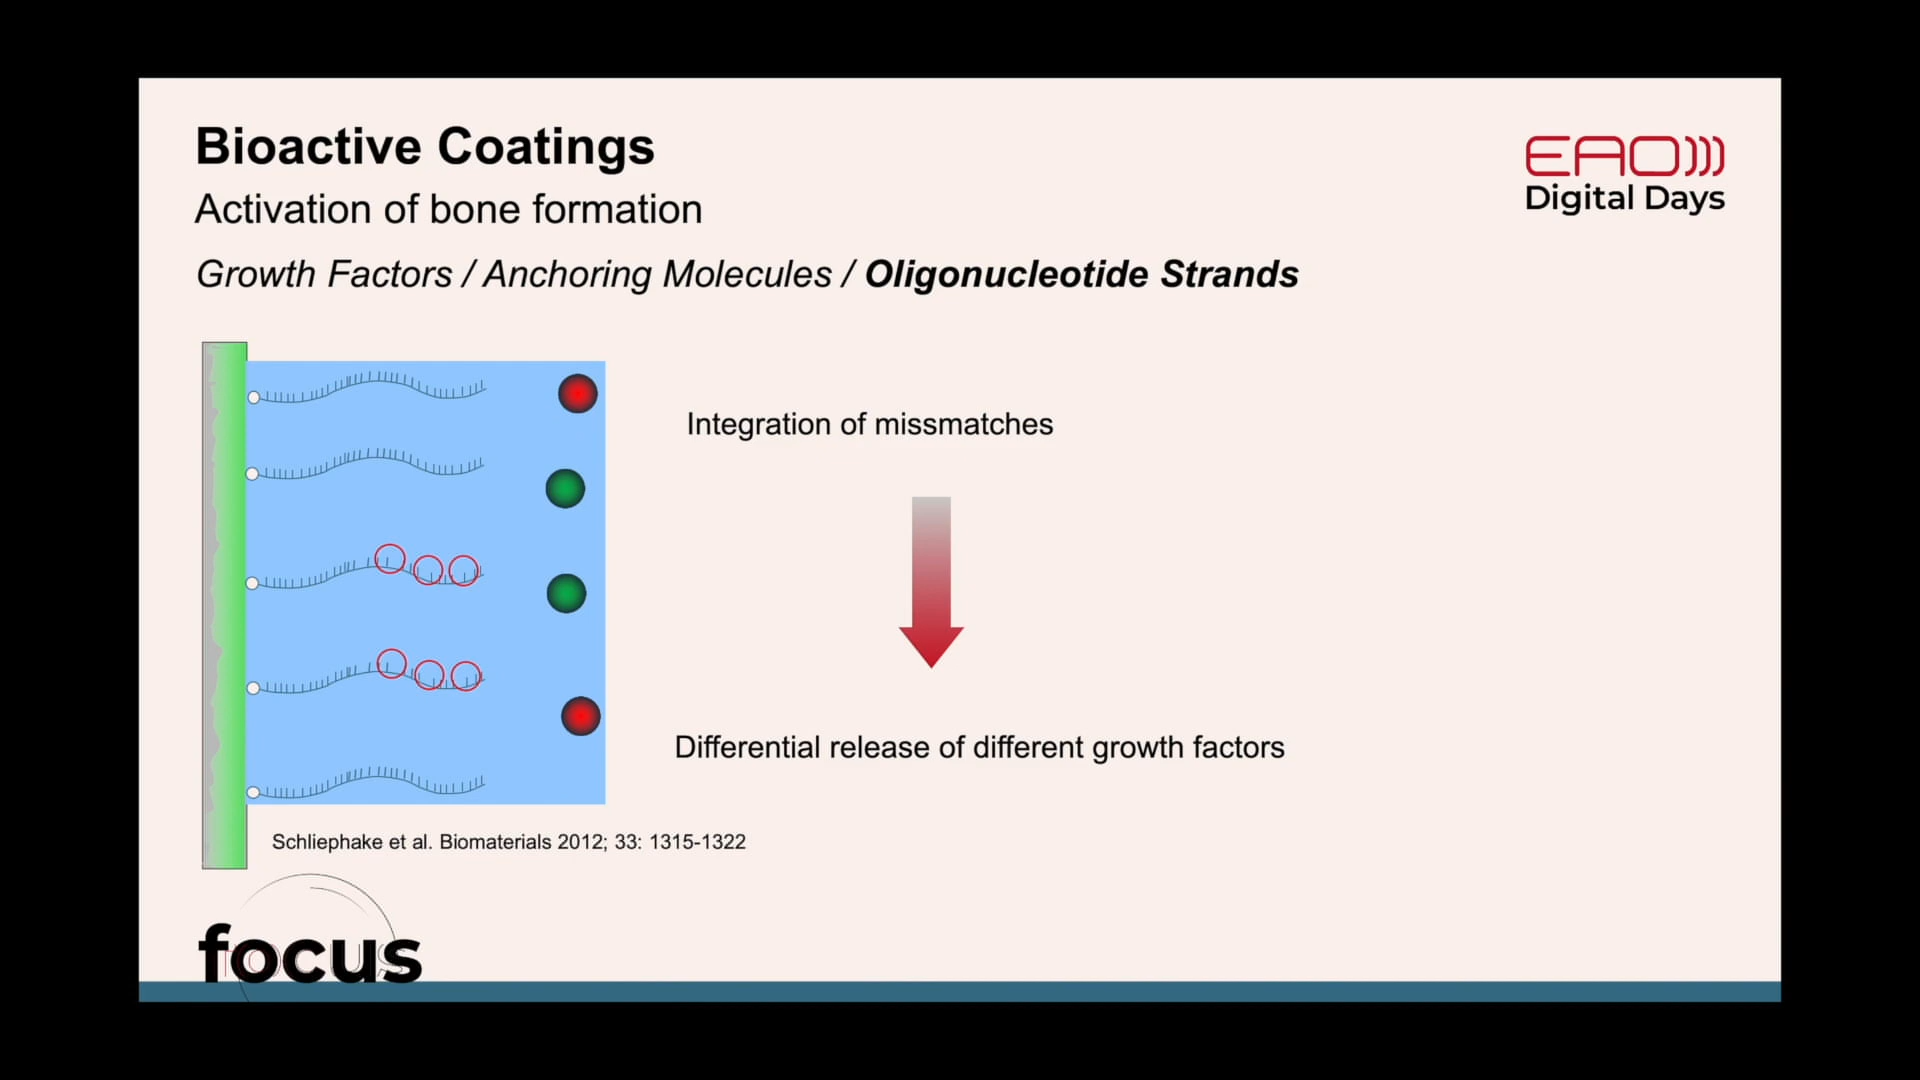 Bioactive Coatings
EAO)))
Digital Days
Activation of bone formation
Growth Factors / Anchoring Molecules / Oligonucleotide Strands
Integration of missmatches
Differential release of different growth factors
Schliephake et al. Biomaterials 2012; 33: 1315-1322
focus